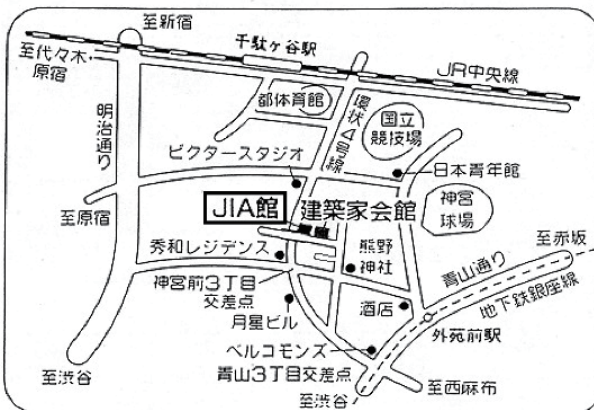 至新宿
千駄ヶ谷駅
至代々木・
原宿
JR中央線
都体育館
環状4号線
国立
競技場
明治通り
ビクタースタジオ
日本青年館
JIA館
建築家会館
神宮
球場
至原宿
秀和レジデンス
熊野
神社
至赤坂
青山通り
地下鉄銀座線
神宮前3丁目
交差点
月星ビル
酒店
外苑前駅
ベルコモンズ
青山3丁目交差点
至渋谷
至渋谷
至西麻布